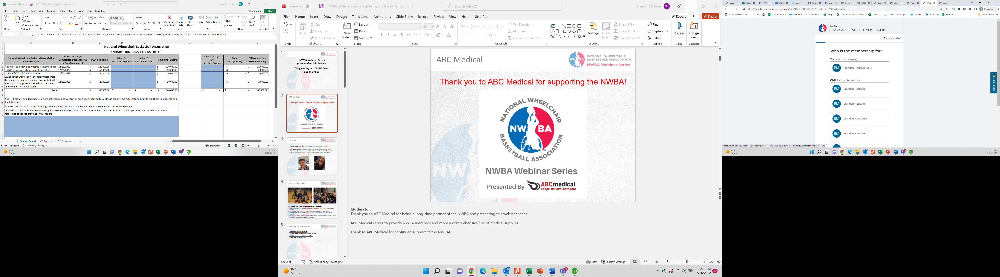 AutoSave Off BSK_P 2022 Midyear Report - Read-Only Search (Alt+Q) Brandon McBeain BM
File Home Insert Page Layout Formulas Data Review View Help Nitro Pro Comments Share
Paste Cut Copy Format Painter
Calibri 11 Wrap Text Merge & Center General
Conditional Formatting Format as Table Cell Styles Insert Delete Format
AutoSum Fill Clear Sort & Filter Find & Select Analyze Data
Undo Clipboard Font Alignment Number Styles Cells Editing Analysis
AUDIT: Receipts and documentation are not required however, you must keep them on file as these projects are subject to audit by the USOPC's Compliance and Audit Division.
A B C D E F G H I J
National Wheelchair Basketball Association
JANUARY - JUNE 2022 EXPENSE REPORT
National Wheelchair Basketball Association Funded Projects
Anticipated Project Completion Date (per PPA or Grant agreement)
USOPC Funding
Actual Q1: Jan.- Mar. Expense
Actual Q2: Apr.-Jun. Expense
Remaining Funding
Forecasted Q3 & Q4: Jul.- Dec. Expense
Total (All Quarters)
Difference from USOPC Funding
National Team Travel (domestic & international) 12/31/2022 $ 220,000.00 $ 220,000.00 $ - $ 220,000.00
High Performance Management Operations 12/31/2022 $ 50,000.00 $ 50,000.00 $ - $ 50,000.00
U23 Men's World Championships 12/31/2022 $ 50,000.00 $ 50,000.00 $ - $ 50,000.00
2022 Special Grant: Sport Psychology Resources -
To support any and all expenses associated with
sports psychology resources to both the men's
and women's National Teams.
12/31/2022 $ 20,000.00 $ 20,000.00 $ - $ 20,000.00
Total $ 340,000.00 $ - $ - $ 340,000.00 $ - $ - $ 340,000.00
AUDIT: Receipts and documentation are not required however, you must keep them on file as these projects are subject to audit by the USOPC's Compliance and
Audit Division.
MODIFICATION: Please note: any budget modifications must be requested in advance to your Sport Performance team.
COMMENTS: Please feel free to use the general comment box below to write any rational, concerns or future changes you anticipate with the Q3 and Q4
forecasted expenses provided in this report.
Expense Report Q1 Expenses Q2 Expenses
Ready Scroll Lock Accessibility: Investigate Display Settings 100%
82°F
Sunny
2:21 PM
7/26/2022
AutoSave Off NWBA Webinar Series - Registering as a NWBA Team and... Search (Alt+Q) Brandon McBeain BM
File Home Insert Draw Design Transitions Animations Slide Show Record Review View Help Nitro Pro Record Share
Paste Cut Copy Format Painter
New Slide Layout Reset Section
28
Text Direction Align Text Convert to SmartArt
Arrange Quick Styles Shape Fill Shape Outline Shape Effects
Find Replace Select
Dictate Design Ideas
Undo Clipboard Slides Font Paragraph Drawing Editing Voice Designer
1
NWBA Webinar Series
presented by ABC Medical
"Registering as a NWBA Team
and Member"
2
ABC Medical
Thank you to ABC Medical for supporting the NWBA!
NWBA Webinar Series
Presented By ABCmedical
3
Presenters
4
Session Objectives
This webinar is designed to help participants understand:
5
Planning for the Season
ABC Medical
NATIONAL WHEELCHAIR
BASKETBALL ASSOCIATION
NWBA Webinar Series
Thank you to ABC Medical for supporting the NWBA!
NATIONAL WHEELCHAIR
NW BA
BASKETBALL ASSOCIATION
TM
NWBA Webinar Series
Presented By ABCmedical
Adapt. Believe. Compete.
Moderator:
Thank you to ABC Medical for being a long-time partner of the NWBA and presenting this webinar series!
ABC Medical serves to provide NWBA members and more a comprehensive line of medical supplies.
Thank to ABC Medical for continued support of the NWBA!
Slide 2 of 27 Accessibility: Investigate Notes Display Settings 82%
82°F
Sunny
2:21 PM
7/26/2022
10
https://memberships.sportsengine.com/buy/11eced91-930c-1c2c-a34c-b2ed93f27d92/who
Update
National Wheelchai... NWBA Editorial NGB Hub Client Access i-Sight BankMobile - Powe... To Do List Team USA Delegati... Stipends Audit Link HOF Social Other bookmarks
NWBA
2022-23 ADULT ATHLETE MEMBERSHIP
10% completed
Who is the membership for?
You (Account Owner)
BM Brandon McBeain (You)
Children (Sub-profiles)
BM Brandon McBeain
BM Brandon McBeain
BM Brandon McBeain Jr.
BM Brandon McBeain
Need Help?
https://memberships.sportsengine.com/buy/11eced91-930c-1c2c-a34c-b2ed93f27d92/member-info/21847743
82°F
Sunny
2:21 PM
7/26/2022